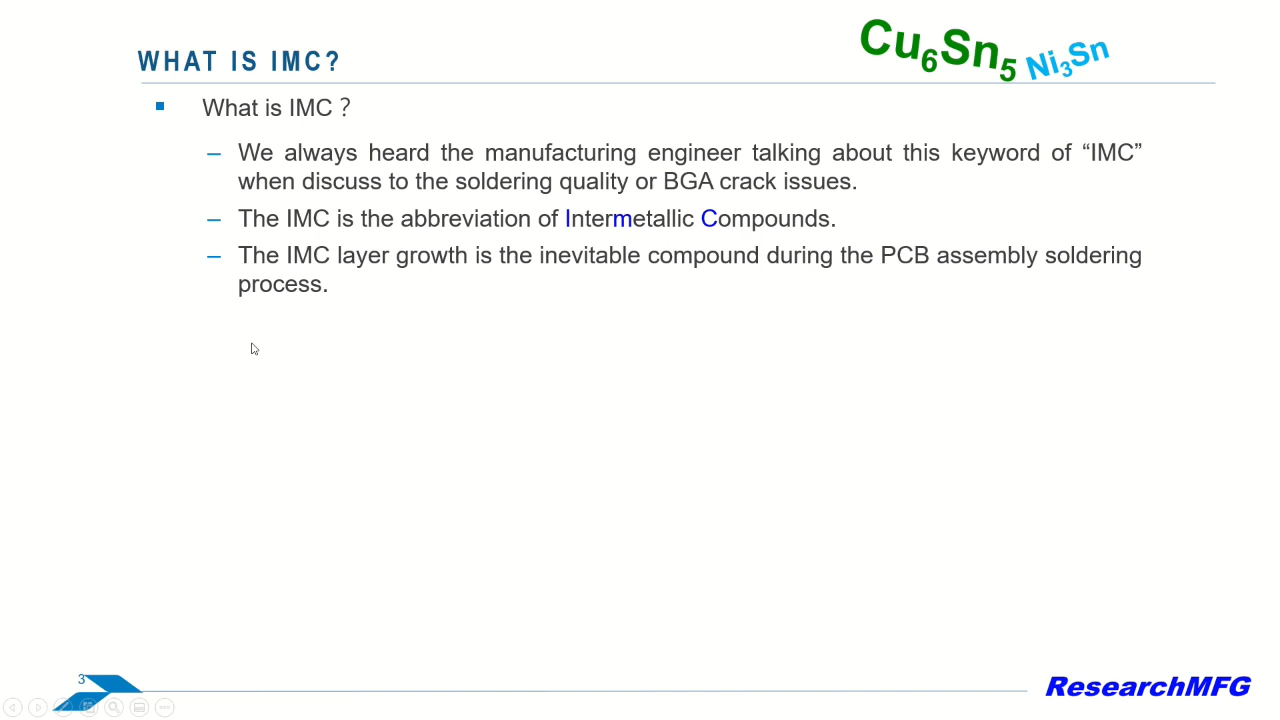 WHAT IS IMC?
Cu₆Sn₅ Ni₃Sn
What is IMC？
– We always heard the manufacturing engineer talking about this keyword of “IMC”
when discuss to the soldering quality or BGA crack issues.
– The IMC is the abbreviation of Intermetallic Compounds.
– The IMC layer growth is the inevitable compound during the PCB assembly soldering
process.
3
ResearchMFG